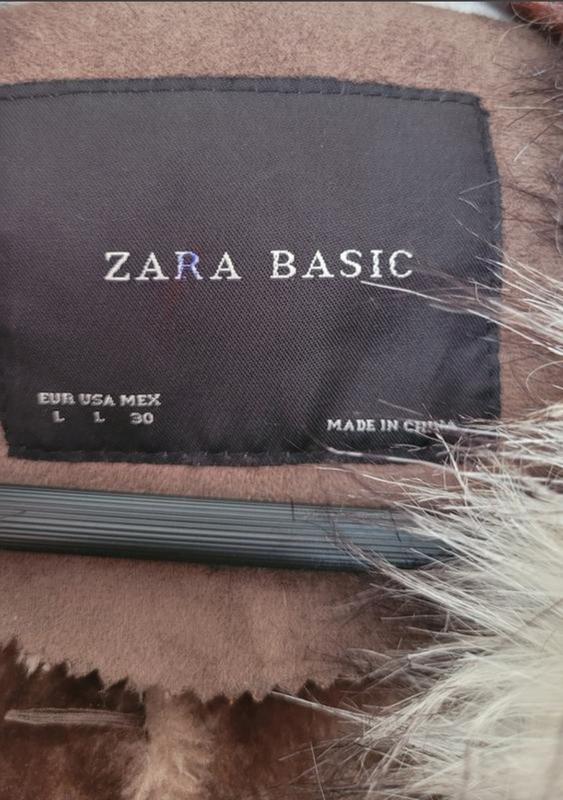 ZARA BASIC
EUR USA MEX
L L 30
MADE IN CHINA